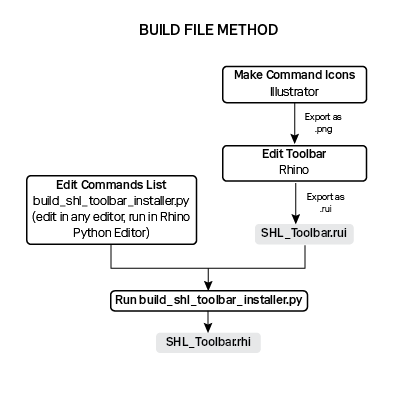 BUILD FILE METHOD
Make Command Icons
Illustrator
Export as
.png
Edit Toolbar
Rhino
Export as
.rui
SHL_Toolbar.rui
Edit Commands List
build_shl_toolbar_installer.py
(edit in any editor, run in Rhino
Python Editor)
Run build_shl_toolbar_installer.py
SHL_Toolbar.rhi